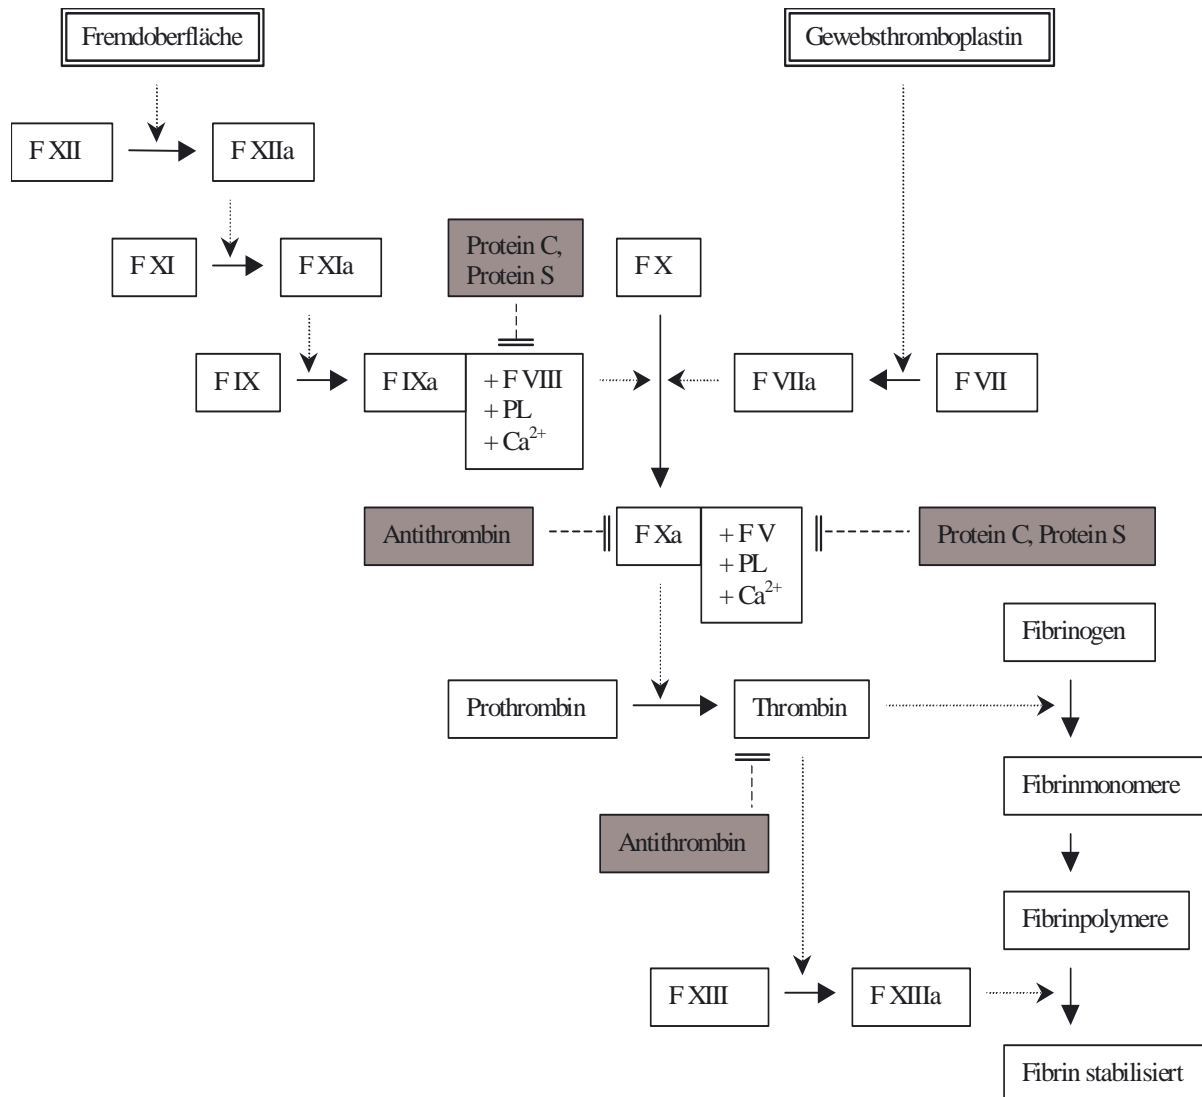 Fremdoberfläche
Gewebsthromboplastin
F XII
F XIIa
F XI
F XIa
Protein C,
Protein S
F X
F IX
F IXa
+ F VIII
+ PL
+ Ca²⁺
F VIIa
F VII
Antithrombin
F Xa
+ F V
+ PL
+ Ca²⁺
Protein C, Protein S
Fibrinogen
Prothrombin
Thrombin
Fibrinmonomere
Antithrombin
Fibrinpolymere
F XIII
F XIIIa
Fibrin stabilisiert